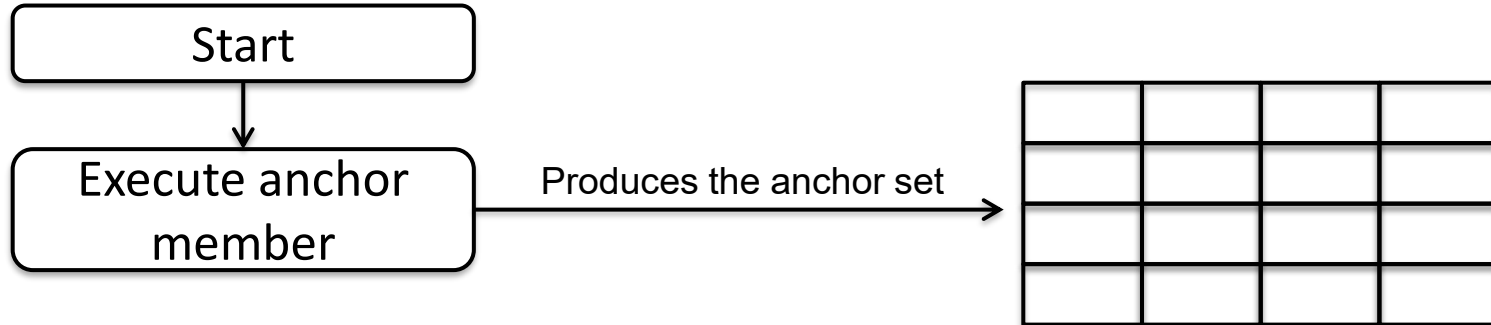 Start
Execute anchor
member
Produces the anchor set